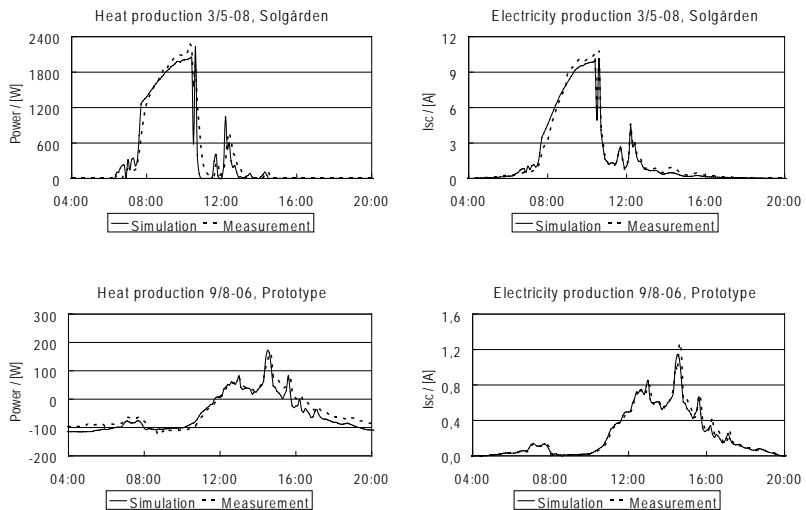 Heat production 3/5-08, Solgården
Power / [W]
2400
1800
1200
600
0
04:00 08:00 12:00 16:00 20:00
Simulation Measurement
Electricity production 3/5-08, Solgården
Isc / [A]
12
9
6
3
0
04:00 08:00 12:00 16:00 20:00
Simulation Measurement
Heat production 9/8-06, Prototype
Power / [W]
300
200
100
0
-100
-200
04:00 08:00 12:00 16:00 20:00
Simulation Measurement
Electricity production 9/8-06, Prototype
Isc / [A]
1,6
1,2
0,8
0,4
0,0
04:00 08:00 12:00 16:00 20:00
Simulation Measurement